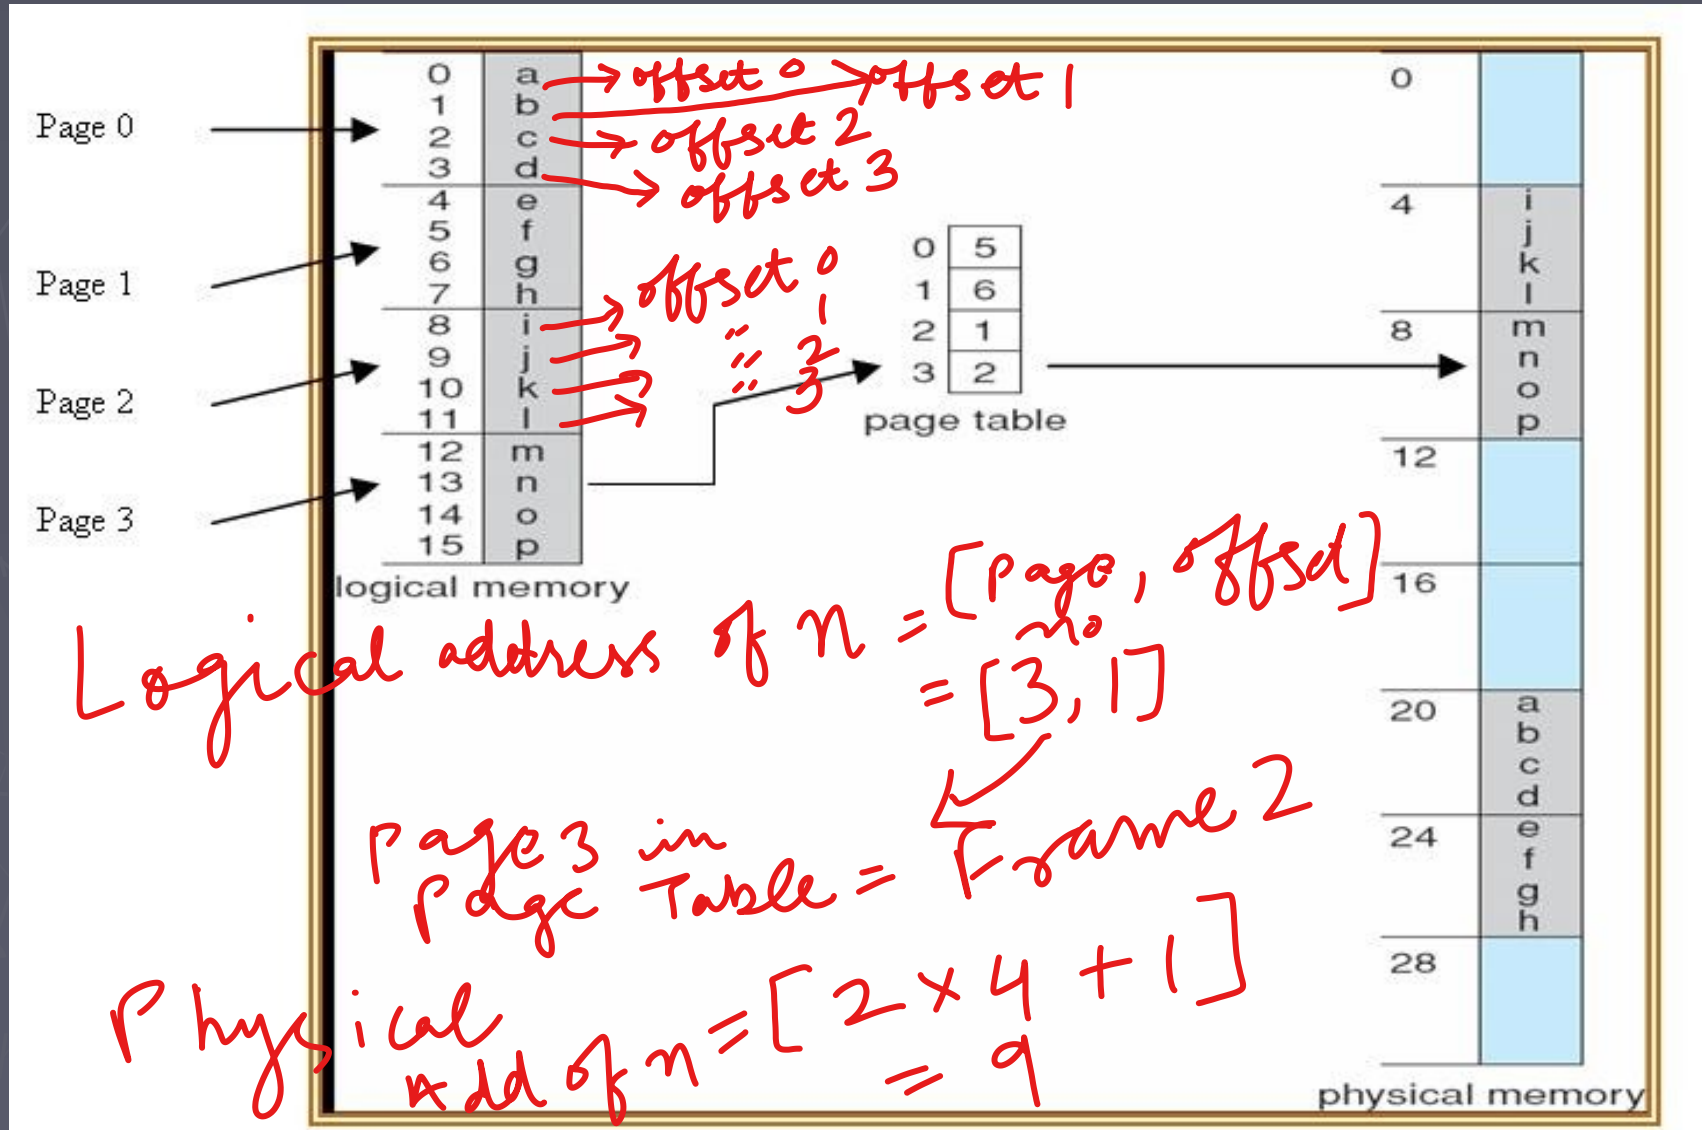 Page 0
Page 1
Page 2
Page 3
0 a
1 b
2 c
3 d
4 e
5 f
6 g
7 h
8 i
9 j
10 k
11 l
12 m
13 n
14 o
15 p
logical memory
offset 0
offset 1
offset 2
offset 3
offset 0
" 1
" 2
" 3
0 5
1 6
2 1
3 2
page table
0
4 i
j
k
l
8 m
n
o
p
12
16
20 a
b
c
d
24 e
f
g
h
28
physical memory
Logical address of n = [Page no, offset]
= [3, 1]
Page 3 in
Page Table = Frame 2
Physical
Add of n = [2 × 4 + 1]
= 9